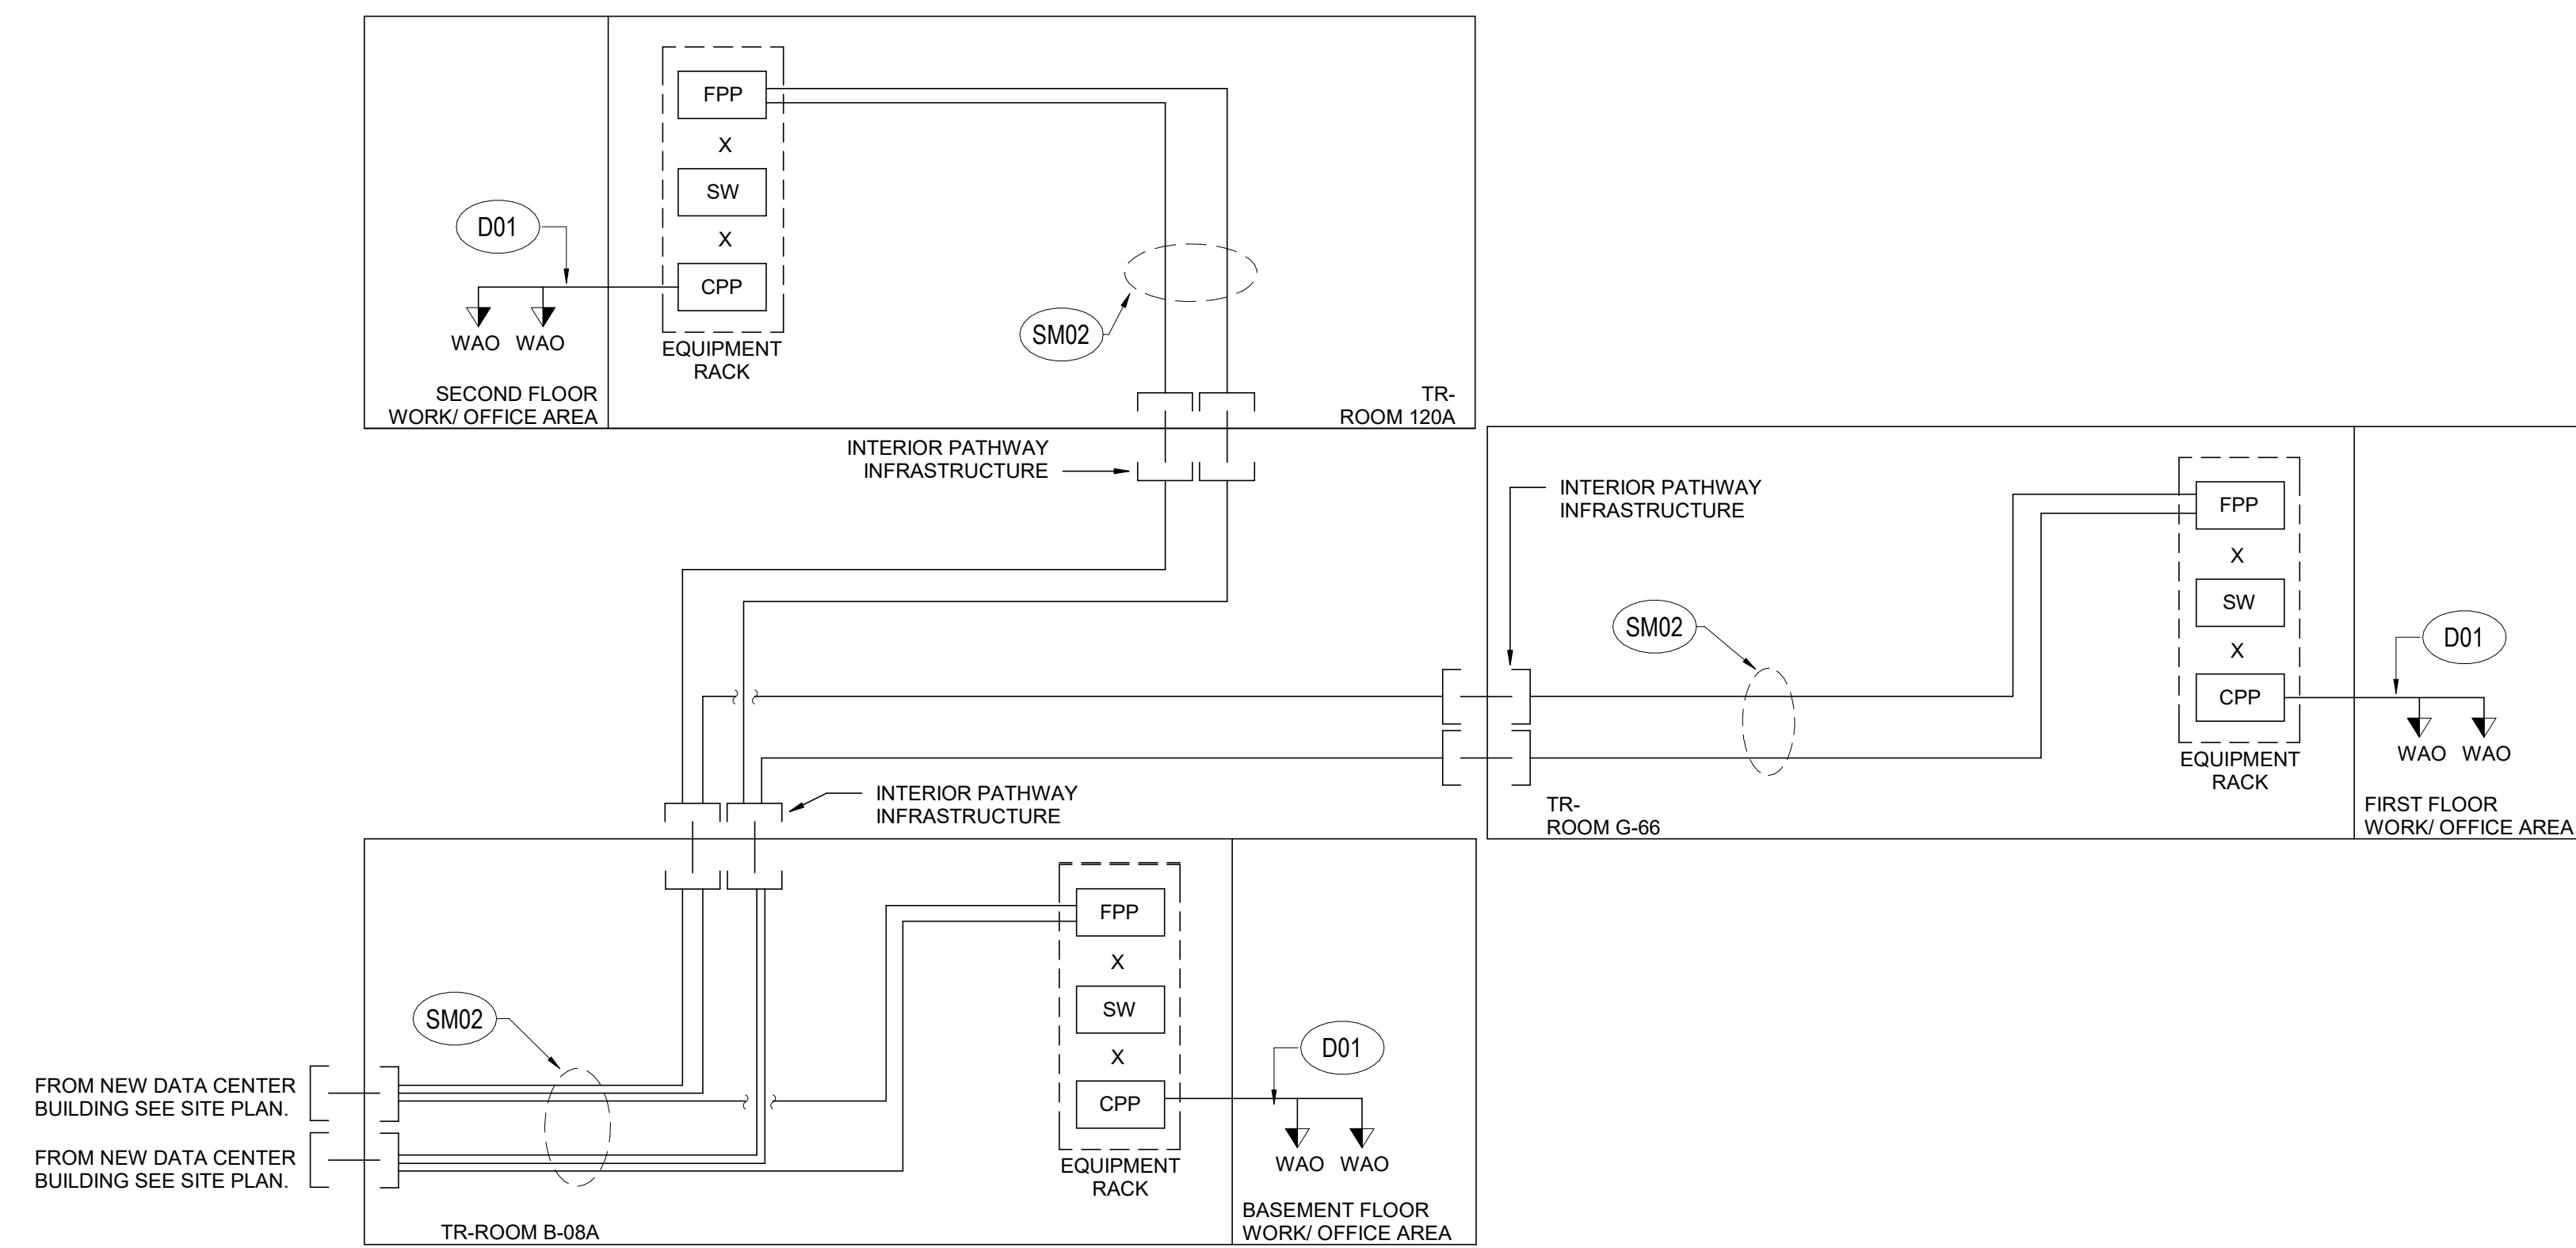 FPP
X
SW
X
CPP
D01
WAO WAO
EQUIPMENT
RACK
SM02
SECOND FLOOR
WORK/ OFFICE AREA
TR-
ROOM 120A
INTERIOR PATHWAY
INFRASTRUCTURE
INTERIOR PATHWAY
INFRASTRUCTURE
FPP
X
SW
X
CPP
SM02
D01
WAO WAO
EQUIPMENT
RACK
TR-
ROOM G-66
FIRST FLOOR
WORK/ OFFICE AREA
INTERIOR PATHWAY
INFRASTRUCTURE
FPP
X
SW
X
CPP
SM02
D01
WAO WAO
EQUIPMENT
RACK
FROM NEW DATA CENTER
BUILDING SEE SITE PLAN.
FROM NEW DATA CENTER
BUILDING SEE SITE PLAN.
TR-ROOM B-08A
BASEMENT FLOOR
WORK/ OFFICE AREA